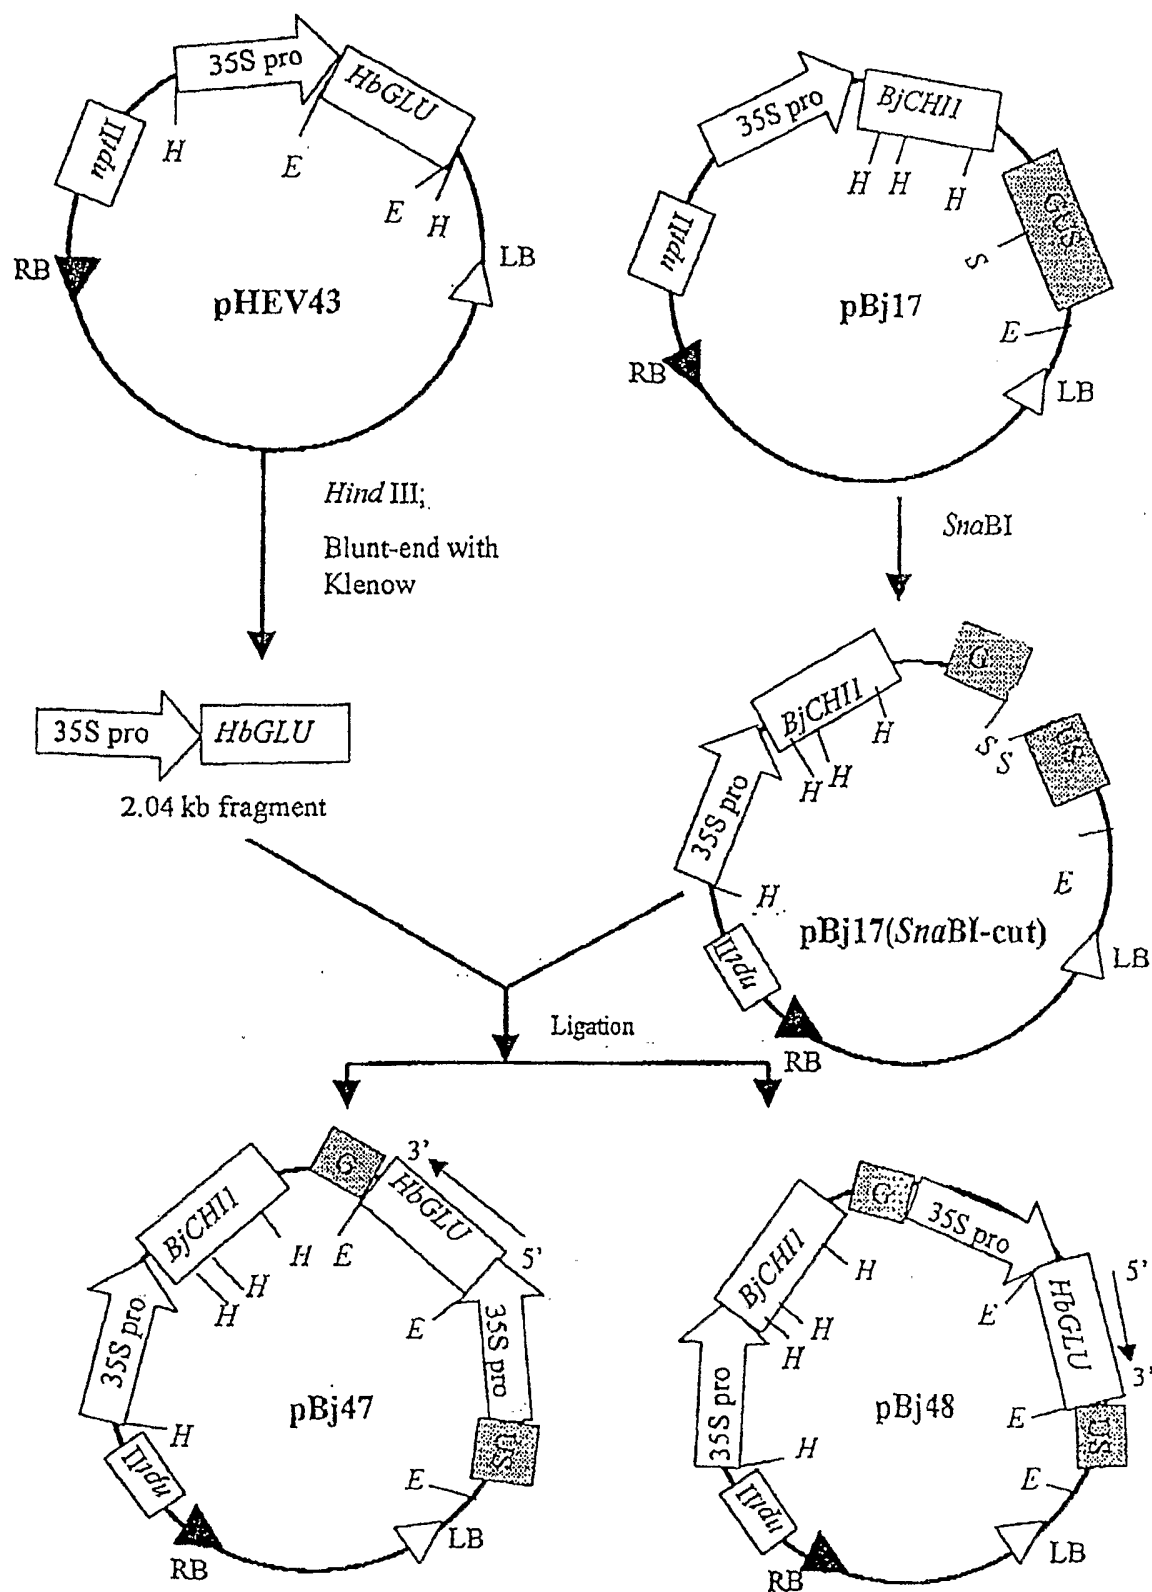 35S pro
HbGLU
nptII
H
E
E
H
RB
LB
pHEV43
35S pro
BjCHI1
H
H
H
GUS
S
nptII
pBj17
E
RB
LB
Hind III;
Blunt-end with
Klenow
SnaBI
35S pro
HbGLU
2.04 kb fragment
G
BjCHI1
H
S
S
US
H
H
35S pro
H
E
pBj17(SnaBI-cut)
nptII
LB
RB
Ligation
G
3'
HbGLU
BjCHI1
5'
H
E
H
H
E
35S pro
35S pro
pBj47
H
US
nptII
E
LB
RB
G
35S pro
BjCHI1
H
5'
E
HbGLU
H
H
3'
35S pro
pBj48
E
US
H
E
nptII
LB
RB